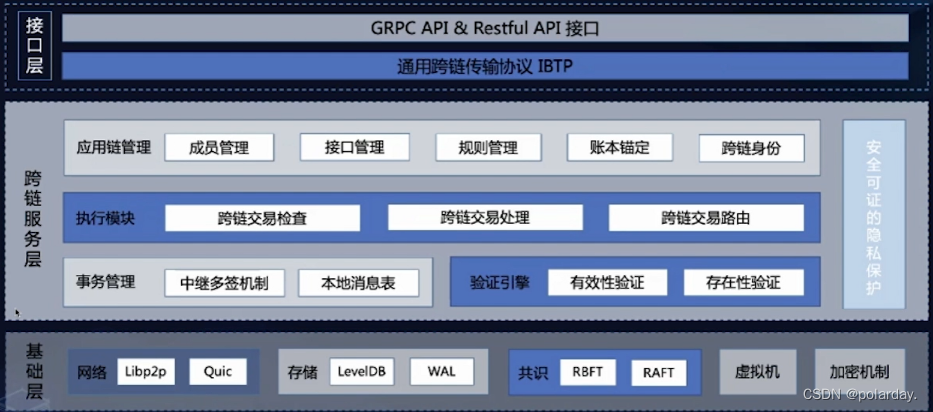 接口层
GRPC API & Restful API 接口
通用跨链传输协议 IBTP
跨链服务层
应用链管理 成员管理 接口管理 规则管理 账本锚定 跨链身份
执行模块 跨链交易检查 跨链交易处理 跨链交易路由
事务管理 中继多签机制 本地消息表 验证引擎 有效性验证 存在性验证
安全可证的隐私保护
基础层
网络 Libp2p Quic 存储 LevelDB WAL 共识 RBFT RAFT 虚拟机 加密机制
CSDN @polarday.